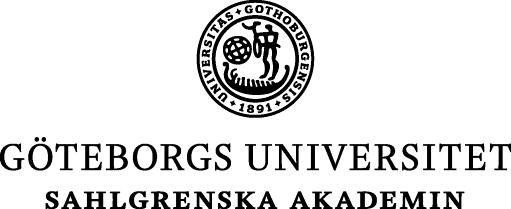 UNIVERSITAS GOTHOBURGENSIS
1891
GÖTEBORGS UNIVERSITET
SAHLGRENSKA AKADEMIN